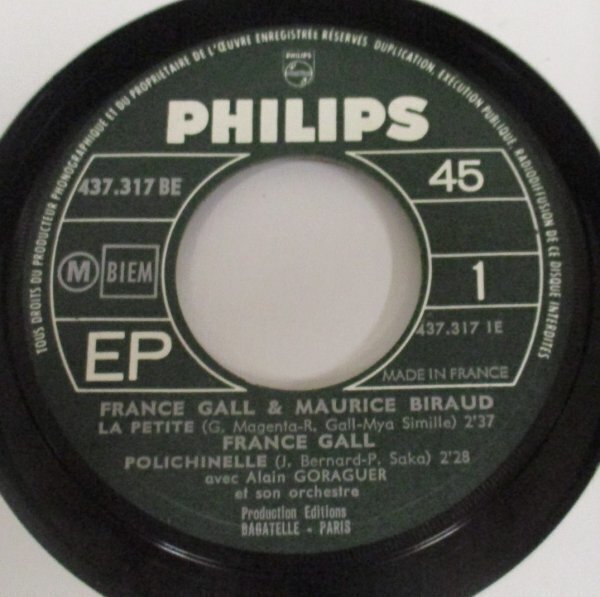 TOUS DROITS DU PRODUCTEUR PHONOGRAPHIQUE ET DU PROPRIÉTAIRE DE L'ŒUVRE ENREGISTRÉE RÉSERVÉS DUPLICATION, EXÉCUTION PUBLIQUE, RADIODIFFUSION DE CE DISQUE INTERDITES
PHILIPS
PHILIPS
437.317 BE
45
M BIEM
1
EP
437.317 1E
MADE IN FRANCE
FRANCE GALL & MAURICE BIRAUD
LA PETITE (G. Magenta-R. Gall-Mya Simille) 2'37
FRANCE GALL
POLICHINELLE (J. Bernard-P. Saka) 2'28
avec Alain GORAGUER
et son orchestre
Production Editions
BAGATELLE - PARIS